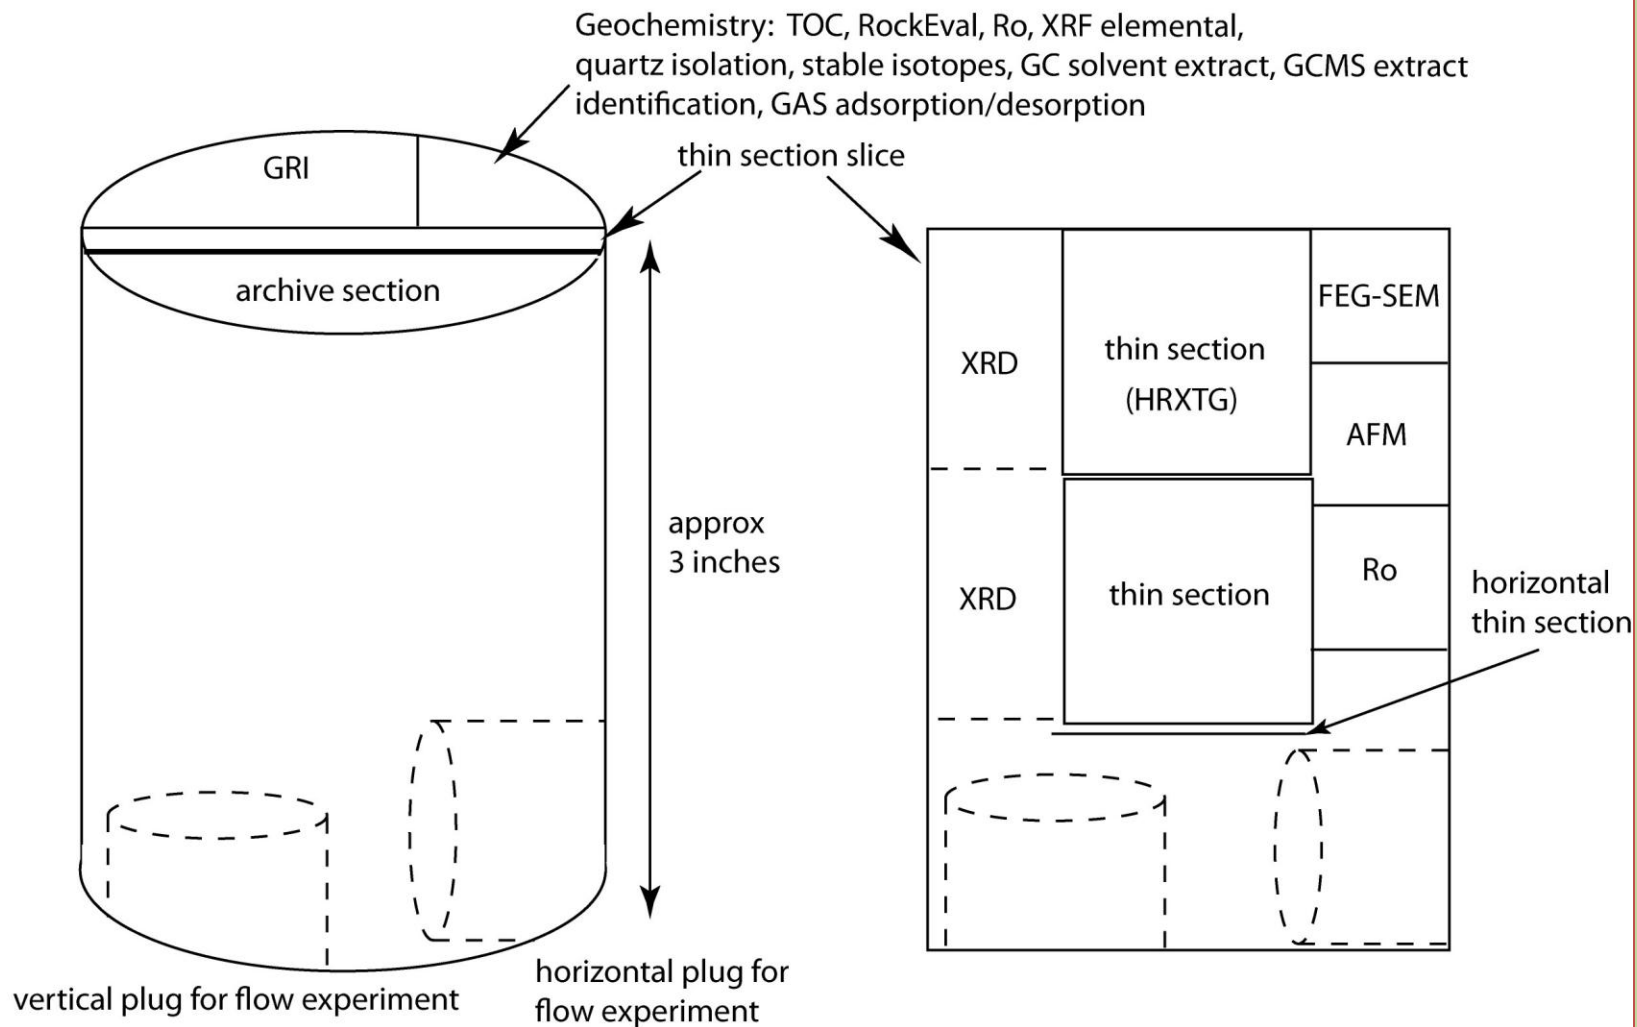 Geochemistry: TOC, RockEval, Ro, XRF elemental,
quartz isolation, stable isotopes, GC solvent extract, GCMS extract
identification, GAS adsorption/desorption
thin section slice
GRI
archive section
approx
3 inches
vertical plug for flow experiment
horizontal plug for
flow experiment
XRD
thin section
(HRXTG)
FEG-SEM
AFM
XRD
thin section
Ro
horizontal
thin section